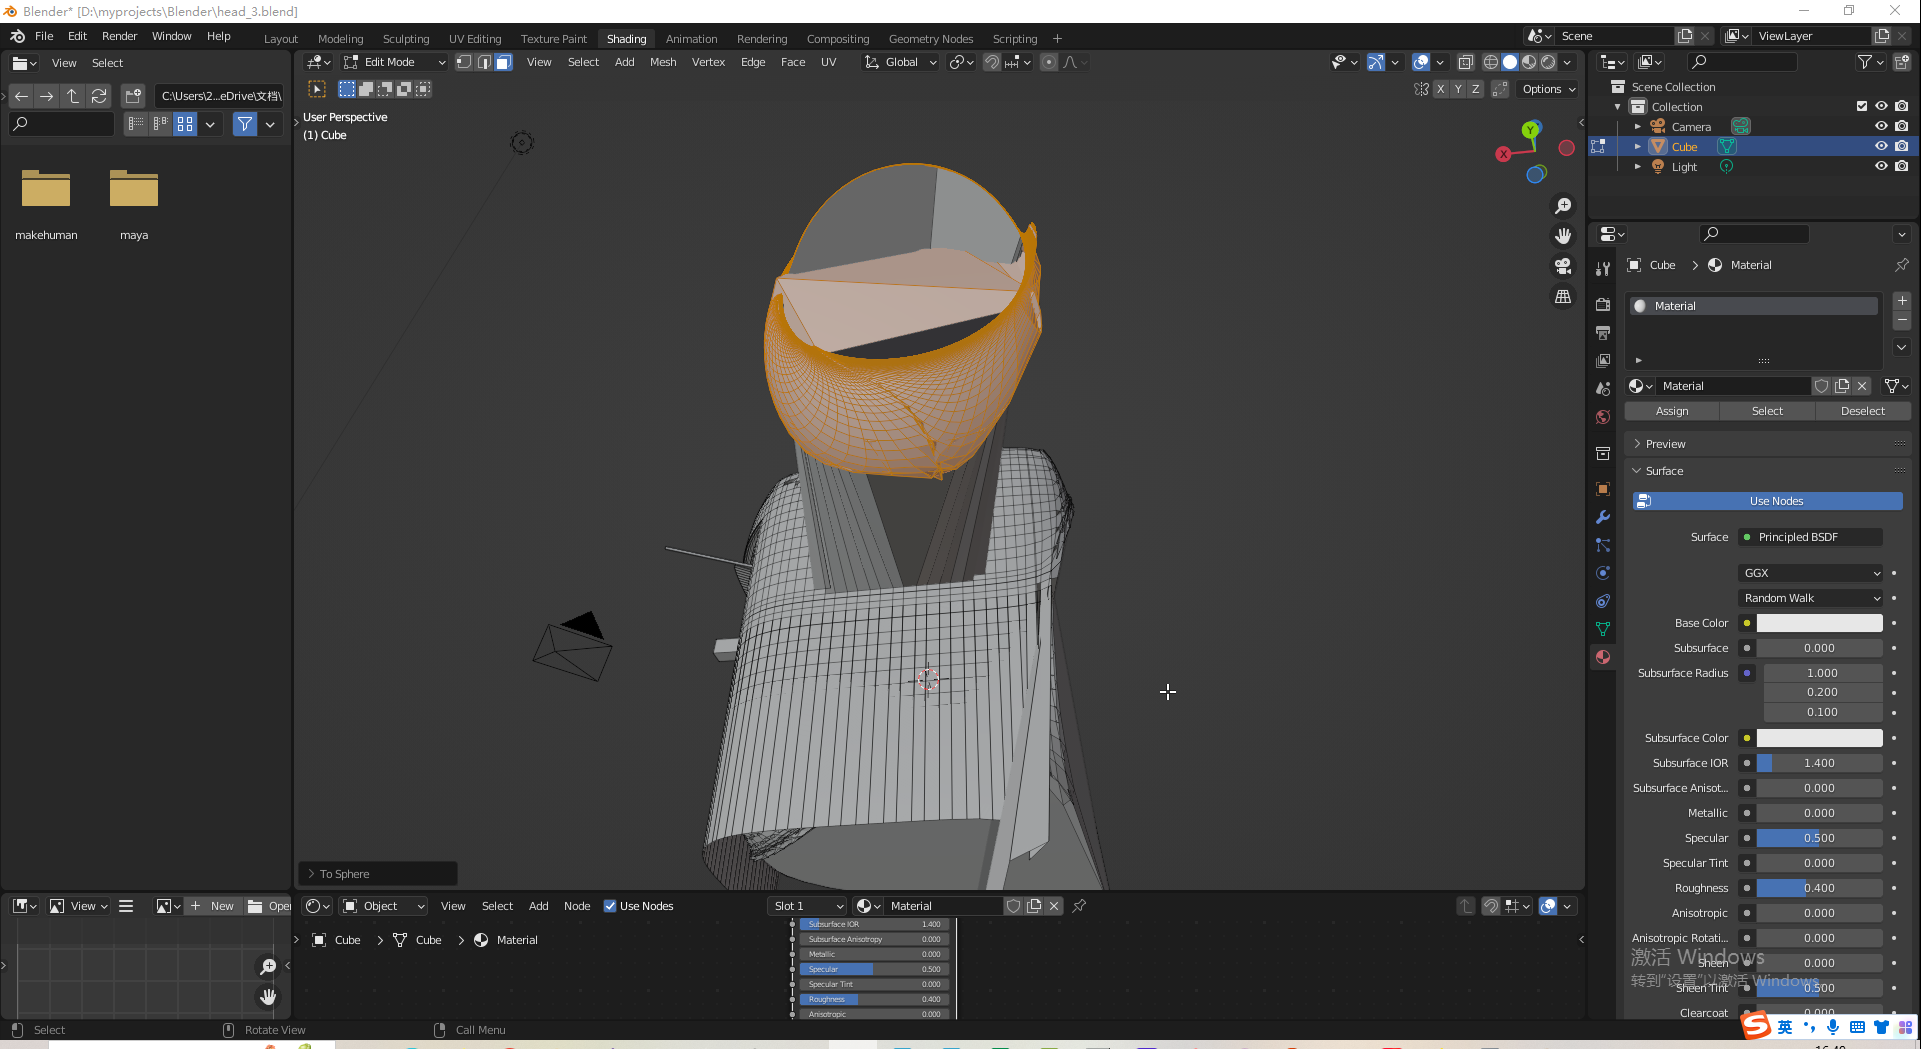 Blender* [D:\myprojects\Blender\head_3.blend]
File Edit Render Window Help
Layout Modeling Sculpting UV Editing Texture Paint Shading Animation Rendering Compositing Geometry Nodes Scripting
Scene
ViewLayer
View Select
Edit Mode
View Select Add Mesh Vertex Edge Face UV
Global
C:\Users\2...eDrive\文档\
X Y Z
Options
makehuman
maya
User Perspective
(1) Cube
Y
X
To Sphere
Scene Collection
Collection
Camera
Cube
Light
Cube > Material
Material
Material
Assign Select Deselect
Preview
Surface
Use Nodes
Surface Principled BSDF
GGX
Random Walk
Base Color
Subsurface 0.000
Subsurface Radius 1.000
0.200
0.100
Subsurface Color
Subsurface IOR 1.400
Subsurface Anisot... 0.000
Metallic 0.000
Specular 0.500
Specular Tint 0.000
Roughness 0.400
Anisotropic 0.000
Anisotropic Rotati... 0.000
Sheen 0.000
Sheen Tint 0.500
Clearcoat 0.000
激活 Windows
转到"设置"以激活 Windows
View
New
Open
Object
View Select Add Node
Use Nodes
Slot 1
Material
Cube > Cube > Material
Subsurface IOR 1.400
Subsurface Anisotropy 0.000
Metallic 0.000
Specular 0.500
Specular Tint 0.000
Roughness 0.400
Anisotropic 0.000
Select
Rotate View
Call Menu
英